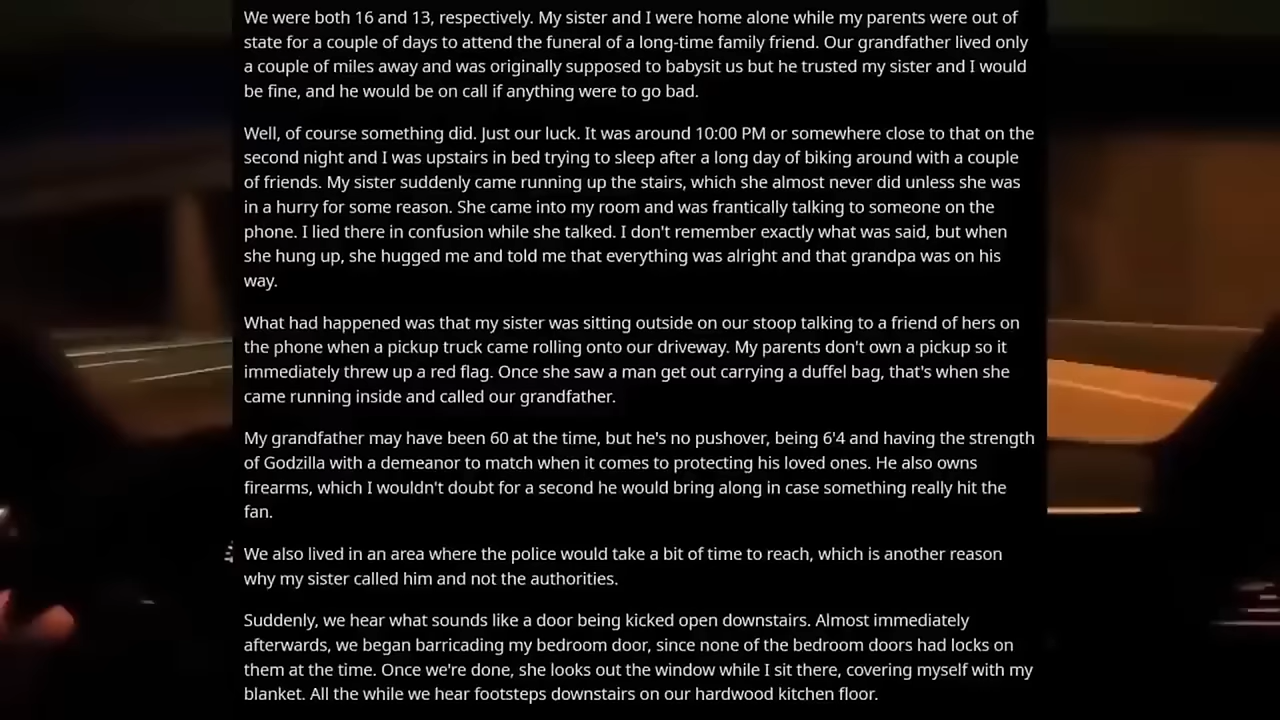 We were both 16 and 13, respectively. My sister and I were home alone while my parents were out of
state for a couple of days to attend the funeral of a long-time family friend. Our grandfather lived only
a couple of miles away and was originally supposed to babysit us but he trusted my sister and I would
be fine, and he would be on call if anything were to go bad.
Well, of course something did. Just our luck. It was around 10:00 PM or somewhere close to that on the
second night and I was upstairs in bed trying to sleep after a long day of biking around with a couple
of friends. My sister suddenly came running up the stairs, which she almost never did unless she was
in a hurry for some reason. She came into my room and was frantically talking to someone on the
phone. I lied there in confusion while she talked. I don't remember exactly what was said, but when
she hung up, she hugged me and told me that everything was alright and that grandpa was on his
way.
What had happened was that my sister was sitting outside on our stoop talking to a friend of hers on
the phone when a pickup truck came rolling onto our driveway. My parents don't own a pickup so it
immediately threw up a red flag. Once she saw a man get out carrying a duffel bag, that's when she
came running inside and called our grandfather.
My grandfather may have been 60 at the time, but he's no pushover, being 6'4 and having the strength
of Godzilla with a demeanor to match when it comes to protecting his loved ones. He also owns
firearms, which I wouldn't doubt for a second he would bring along in case something really hit the
fan.
We also lived in an area where the police would take a bit of time to reach, which is another reason
why my sister called him and not the authorities.
Suddenly, we hear what sounds like a door being kicked open downstairs. Almost immediately
afterwards, we began barricading my bedroom door, since none of the bedroom doors had locks on
them at the time. Once we're done, she looks out the window while I sit there, covering myself with my
blanket. All the while we hear footsteps downstairs on our hardwood kitchen floor.